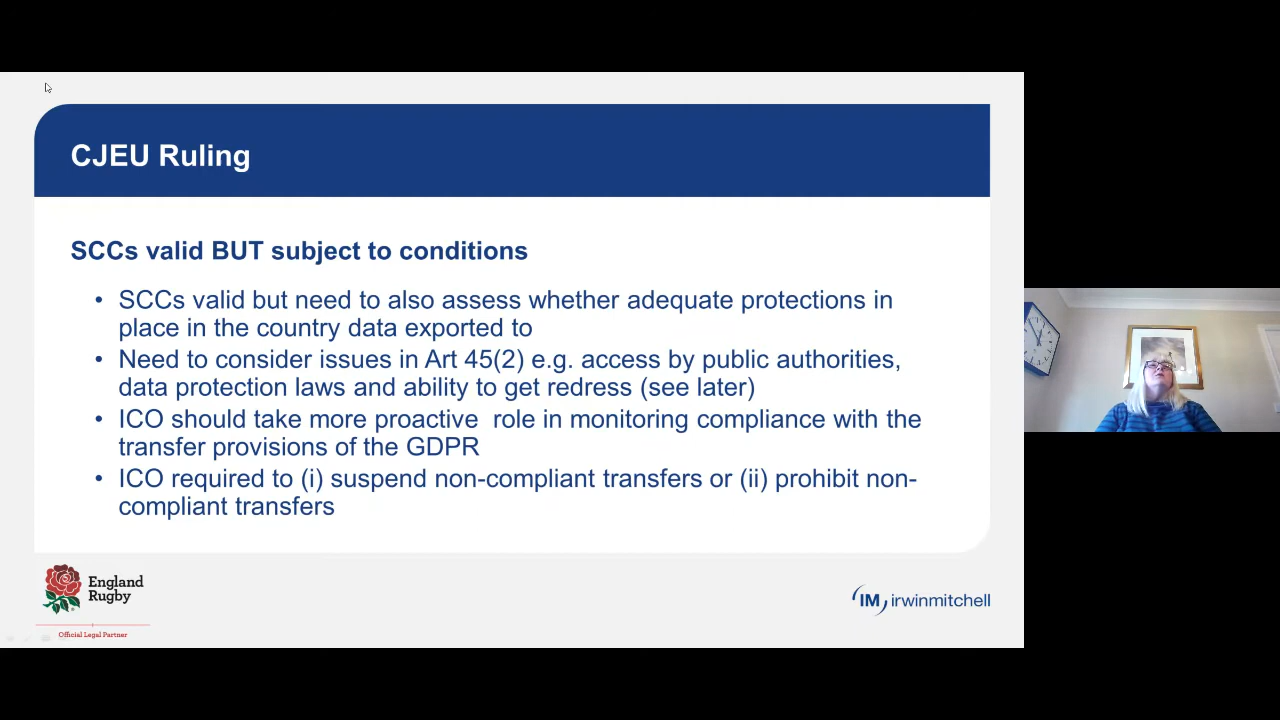 CJEU Ruling
SCCs valid BUT subject to conditions
• SCCs valid but need to also assess whether adequate protections in
place in the country data exported to
• Need to consider issues in Art 45(2) e.g. access by public authorities,
data protection laws and ability to get redress (see later)
• ICO should take more proactive  role in monitoring compliance with the
transfer provisions of the GDPR
• ICO required to (i) suspend non-compliant transfers or (ii) prohibit non-
compliant transfers
England
Rugby
Official Legal Partner
IM irwinmitchell